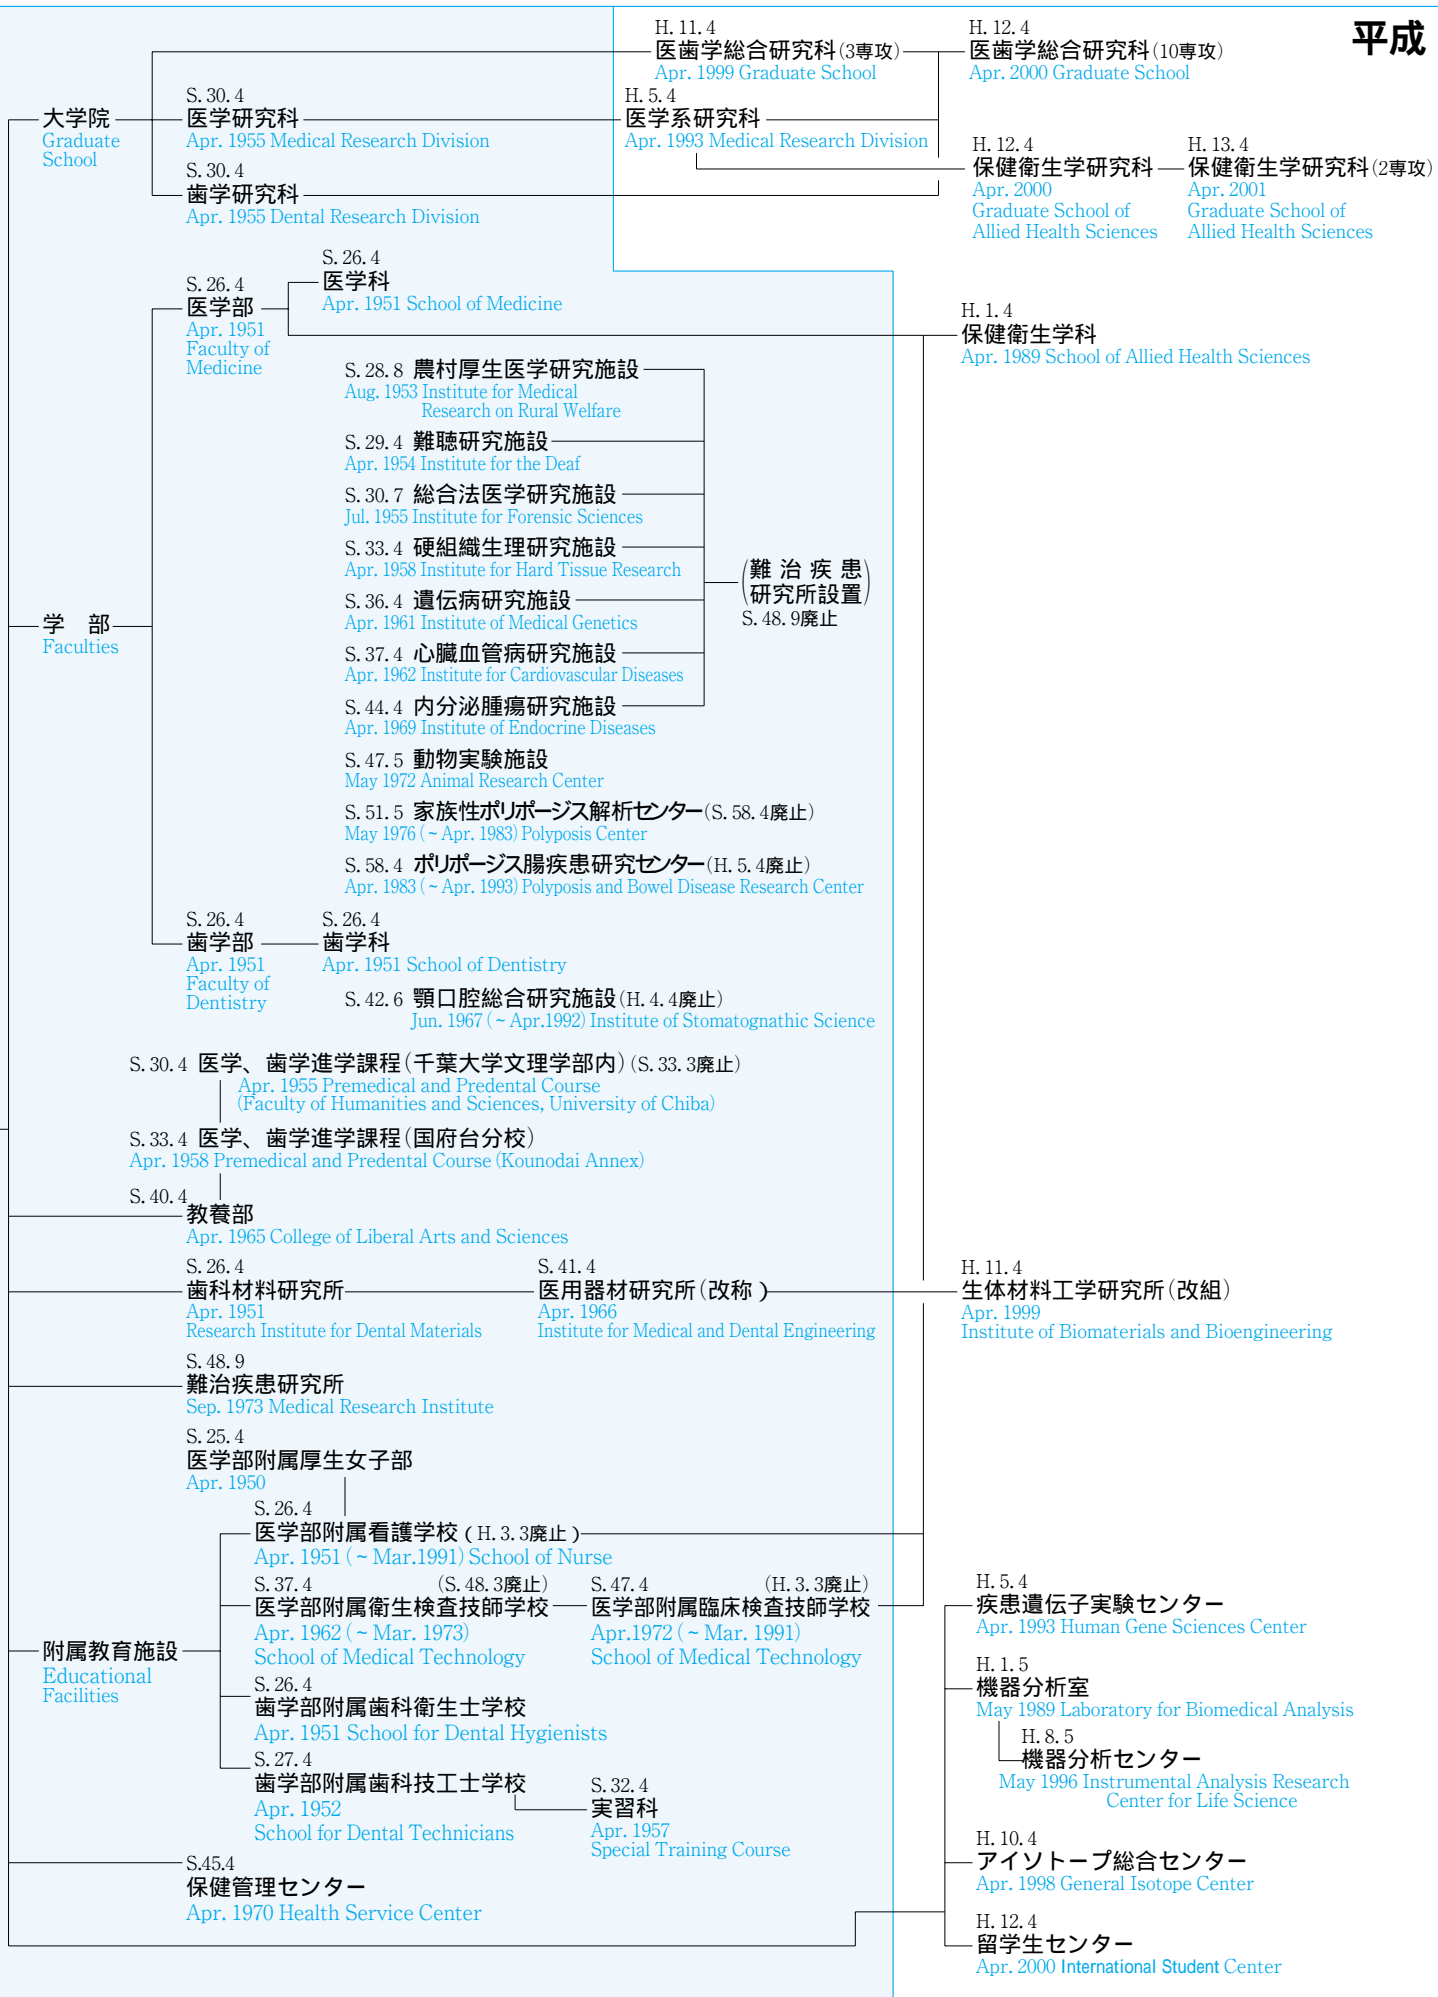 平成
H. 11. 4
医歯学総合研究科(3専攻)
Apr. 1999 Graduate School
H. 12. 4
医歯学総合研究科(10専攻)
Apr. 2000 Graduate School
大学院
Graduate
School
S. 30. 4
医学研究科
Apr. 1955 Medical Research Division
H. 5. 4
医学系研究科
Apr. 1993 Medical Research Division
S. 30. 4
歯学研究科
Apr. 1955 Dental Research Division
H. 12. 4
保健衛生学研究科
Apr. 2000
Graduate School of
Allied Health Sciences
H. 13. 4
保健衛生学研究科(2専攻)
Apr. 2001
Graduate School of
Allied Health Sciences
学 部
Faculties
S. 26. 4
医学部
Apr. 1951
Faculty of
Medicine
S. 26. 4
医学科
Apr. 1951 School of Medicine
H. 1. 4
保健衛生学科
Apr. 1989 School of Allied Health Sciences
S. 28. 8 農村厚生医学研究施設
Aug. 1953 Institute for Medical
Research on Rural Welfare
S. 29. 4 難聴研究施設
Apr. 1954 Institute for the Deaf
S. 30. 7 総合法医学研究施設
Jul. 1955 Institute for Forensic Sciences
S. 33. 4 硬組織生理研究施設
Apr. 1958 Institute for Hard Tissue Research
S. 36. 4 遺伝病研究施設
Apr. 1961 Institute of Medical Genetics
S. 37. 4 心臓血管病研究施設
Apr. 1962 Institute for Cardiovascular Diseases
S. 44. 4 内分泌腫瘍研究施設
Apr. 1969 Institute of Endocrine Diseases
(難治疾患
研究所設置)
S. 48. 9廃止
S. 47. 5 動物実験施設
May 1972 Animal Research Center
S. 51. 5 家族性ポリポージス解析センター(S. 58. 4廃止)
May 1976 (~ Apr. 1983) Polyposis Center
S. 58. 4 ポリポージス腸疾患研究センター(H. 5. 4廃止)
Apr. 1983 (~ Apr. 1993) Polyposis and Bowel Disease Research Center
S. 26. 4
歯学部
Apr. 1951
Faculty of
Dentistry
S. 26. 4
歯学科
Apr. 1951 School of Dentistry
S. 42. 6 顎口腔総合研究施設(H. 4. 4廃止)
Jun. 1967 (~ Apr.1992) Institute of Stomatognathic Science
S. 30. 4 医学、歯学進学課程(千葉大学文理学部内)(S. 33. 3廃止)
Apr. 1955 Premedical and Predental Course
(Faculty of Humanities and Sciences, University of Chiba)
S. 33. 4 医学、歯学進学課程(国府台分校)
Apr. 1958 Premedical and Predental Course (Kounodai Annex)
S. 40. 4
教養部
Apr. 1965 College of Liberal Arts and Sciences
S. 26. 4
歯科材料研究所
Apr. 1951
Research Institute for Dental Materials
S. 41. 4
医用器材研究所(改称)
Apr. 1966
Institute for Medical and Dental Engineering
H. 11. 4
生体材料工学研究所(改組)
Apr. 1999
Institute of Biomaterials and Bioengineering
S. 48. 9
難治疾患研究所
Sep. 1973 Medical Research Institute
S. 25. 4
医学部附属厚生女子部
Apr. 1950
附属教育施設
Educational
Facilities
S. 26. 4
医学部附属看護学校(H. 3. 3廃止)
Apr. 1951 (~ Mar.1991) School of Nurse
S. 37. 4 (S. 48. 3廃止)
医学部附属衛生検査技師学校
Apr. 1962 (~ Mar. 1973)
School of Medical Technology
S. 47. 4 (H. 3. 3廃止)
医学部附属臨床検査技師学校
Apr.1972 (~ Mar. 1991)
School of Medical Technology
S. 26. 4
歯学部附属歯科衛生士学校
Apr. 1951 School for Dental Hygienists
S. 27. 4
歯学部附属歯科技工士学校
Apr. 1952
School for Dental Technicians
S. 32. 4
実習科
Apr. 1957
Special Training Course
S.45.4
保健管理センター
Apr. 1970 Health Service Center
H. 5. 4
疾患遺伝子実験センター
Apr. 1993 Human Gene Sciences Center
H. 1. 5
機器分析室
May 1989 Laboratory for Biomedical Analysis
H. 8. 5
機器分析センター
May 1996 Instrumental Analysis Research
Center for Life Science
H. 10. 4
アイソトープ総合センター
Apr. 1998 General Isotope Center
H. 12. 4
留学生センター
Apr. 2000 International Student Center